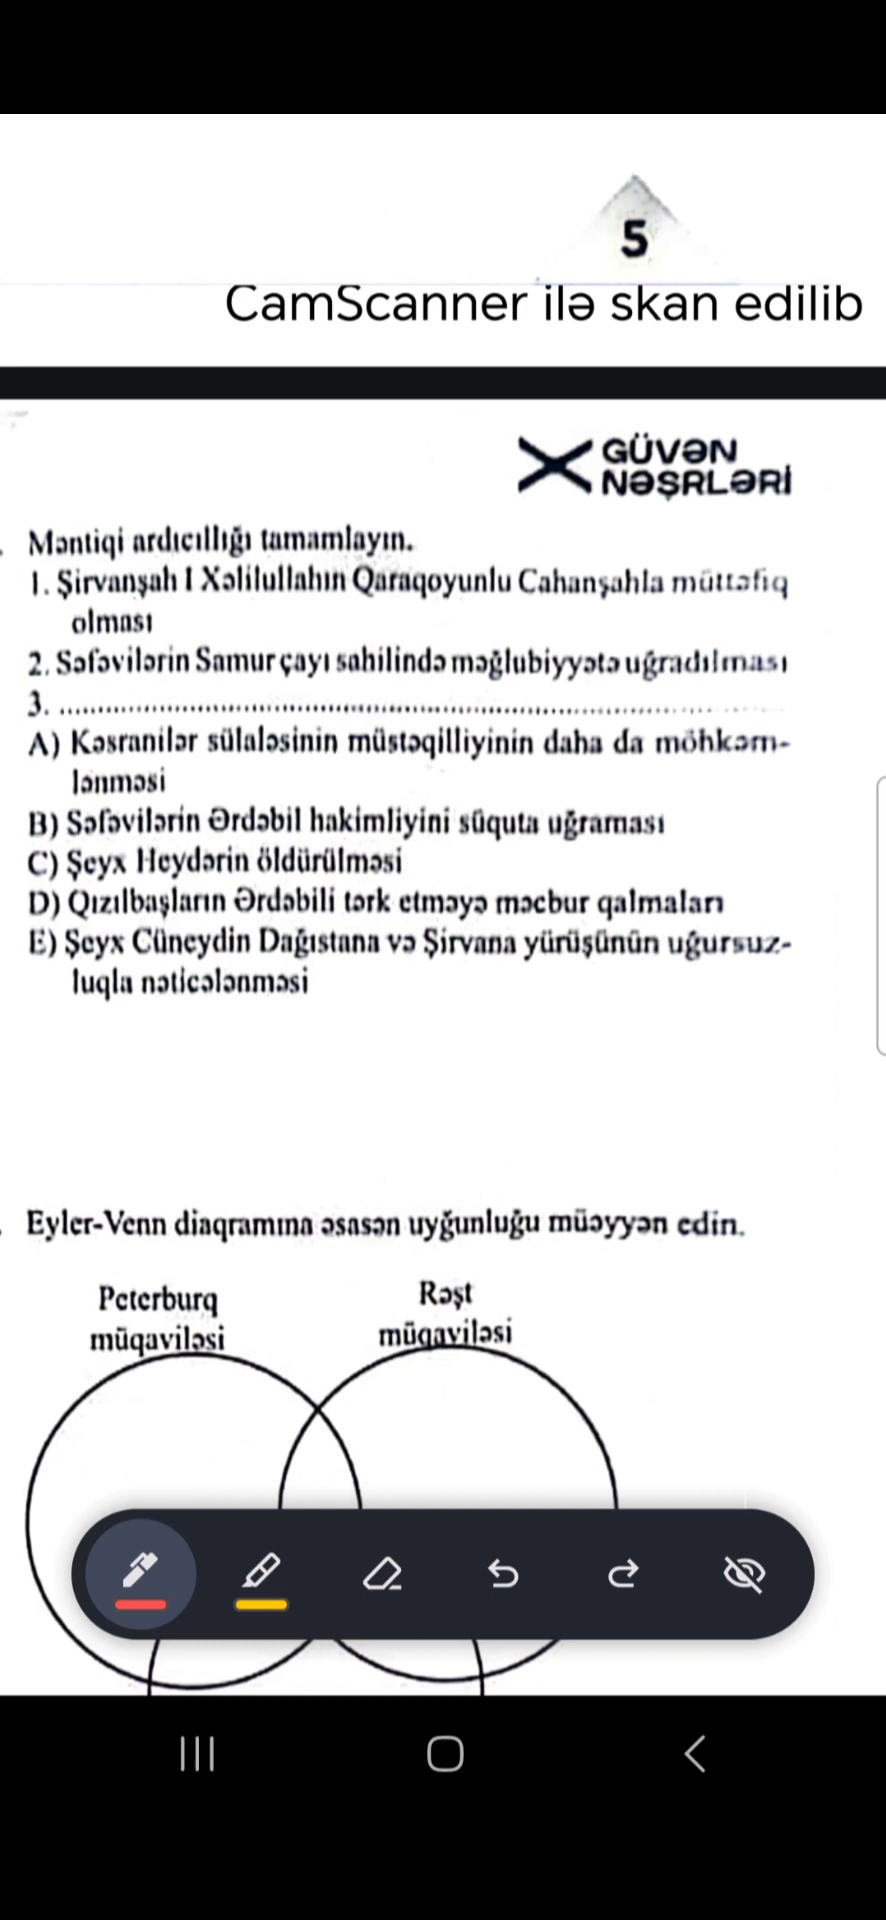 5
CamScanner ilə skan edilib
GÜVƏN
NƏŞRLƏRİ
Məntiqi ardıcıllığı tamamlayın.
1. Şirvanşah I Xəlilullahın Qaraqoyunlu Cahanşahla müttəfiq
olması
2. Səfəvilərin Samur çayı sahilində məğlubiyyətə uğradılması
3. ........................................................................
A) Kəsranilər sülaləsinin müstəqilliyinin daha da möhkəm-
lənməsi
B) Səfəvilərin Ərdəbil hakimliyini süquta uğraması
C) Şeyx Heydərin öldürülməsi
D) Qızılbaşların Ərdəbili tərk etməyə məcbur qalmaları
E) Şeyx Cüneydin Dağıstana və Şirvana yürüşünün uğursuz-
luqla nəticələnməsi
Eyler-Venn diaqramına əsasən uyğunluğu müəyyən edin.
Peterburq
müqaviləsi
Rəşt
müqaviləsi